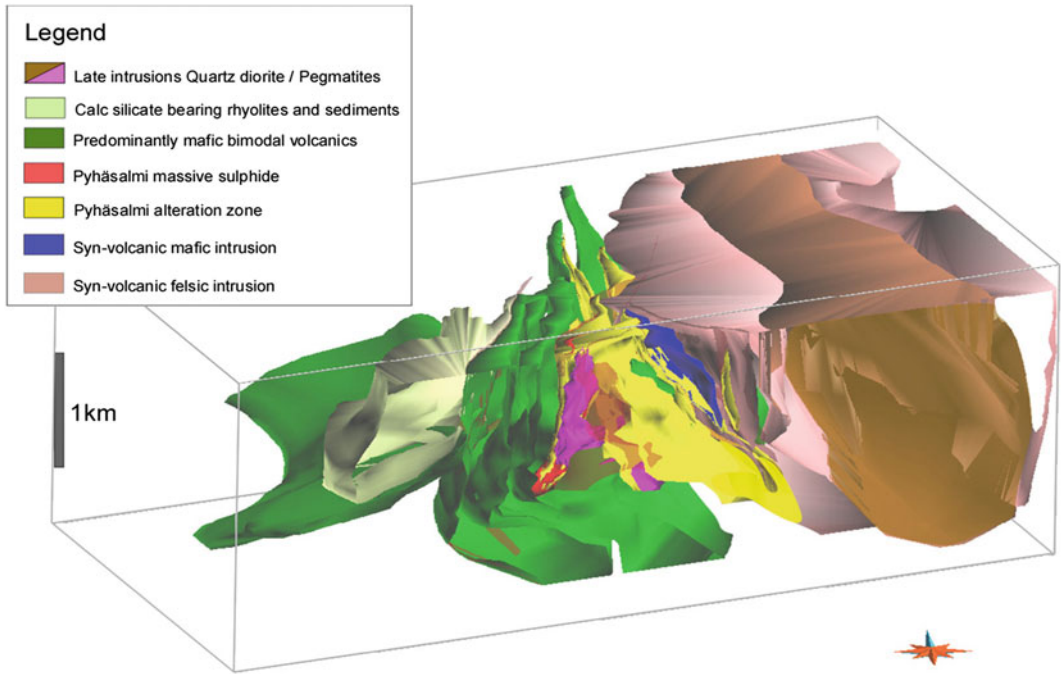 Legend
Late intrusions Quartz diorite / Pegmatites
Calc silicate bearing rhyolites and sediments
Predominantly mafic bimodal volcanics
Pyhäsalmi massive sulphide
Pyhäsalmi alteration zone
Syn-volcanic mafic intrusion
Syn-volcanic felsic intrusion
1km